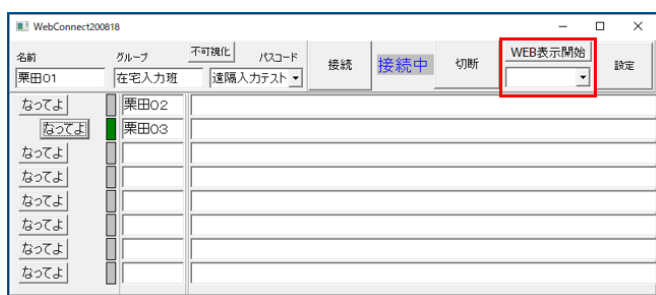 WebConnect200818
名前 グループ 不可視化 パスコード 接続 接続中 切断 WEB表示開始 設定
栗田01 在宅入力班 遠隔入力テスト
なってよ 栗田02
なってよ 栗田03
なってよ
なってよ
なってよ
なってよ
なってよ
なってよ